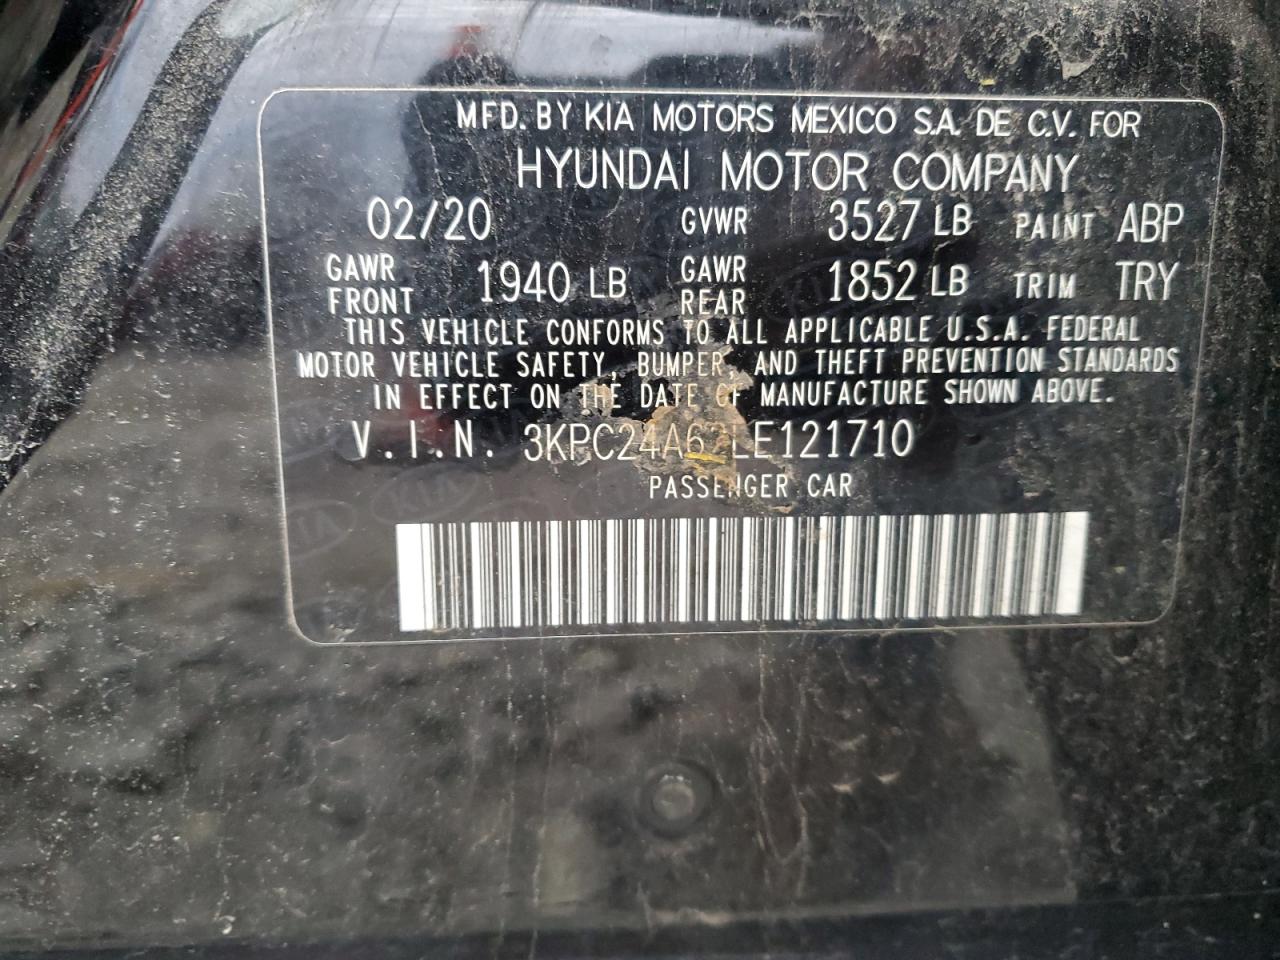 MFD. BY KIA MOTORS MEXICO S.A. DE C.V. FOR
HYUNDAI MOTOR COMPANY
02/20 GVWR 3527 LB PAINT ABP
GAWR FRONT 1940 LB GAWR REAR 1852 LB TRIM TRY
THIS VEHICLE CONFORMS TO ALL APPLICABLE U.S.A. FEDERAL
MOTOR VEHICLE SAFETY, BUMPER, AND THEFT PREVENTION STANDARDS
IN EFFECT ON THE DATE OF MANUFACTURE SHOWN ABOVE.
V.I.N. 3KPC24A62LE121710
PASSENGER CAR